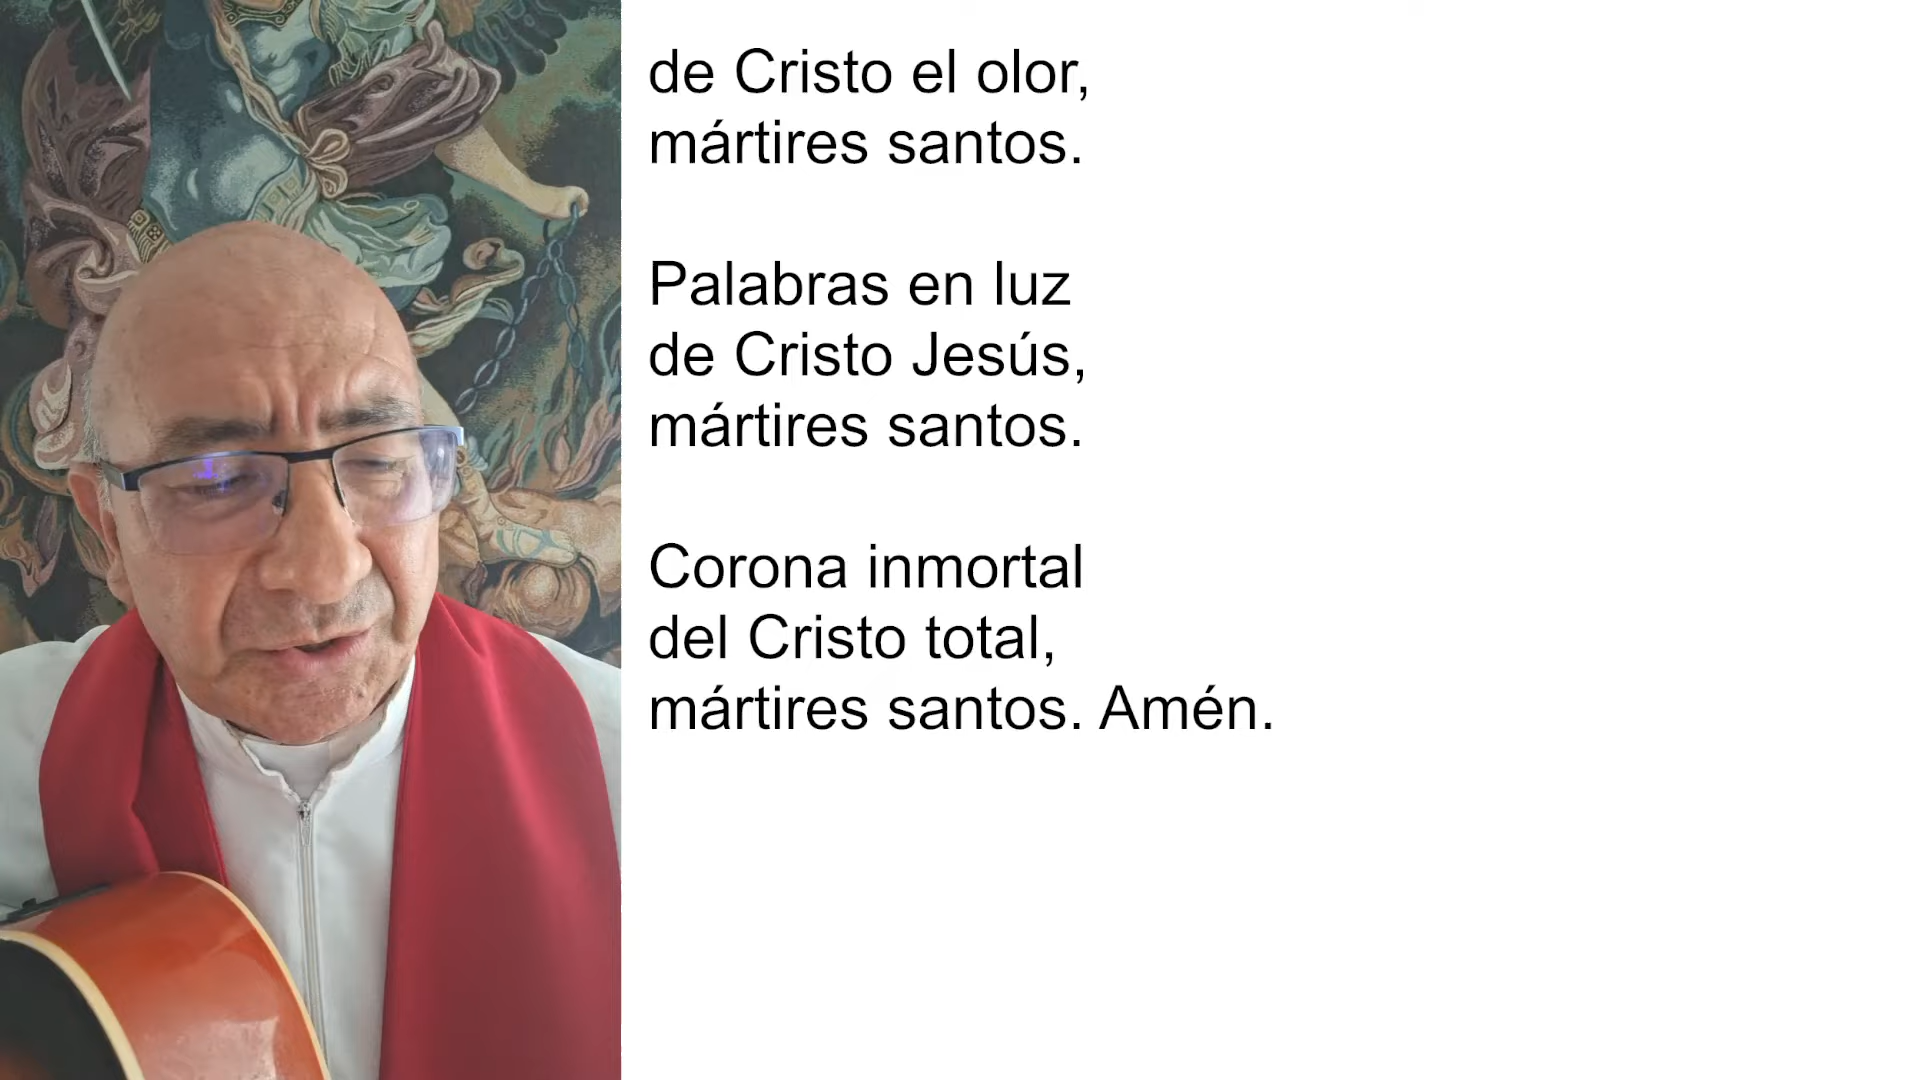 de Cristo el olor,
mártires santos.
Palabras en luz
de Cristo Jesús,
mártires santos.
Corona inmortal
del Cristo total,
mártires santos. Amén.